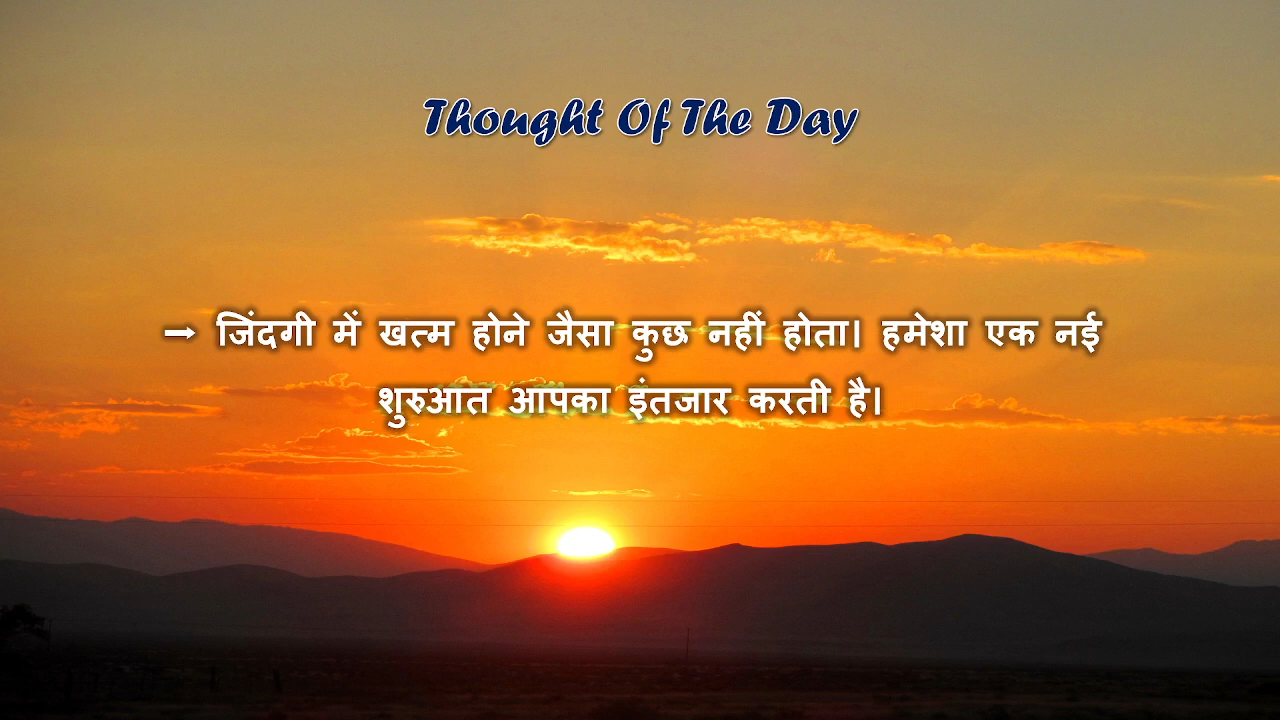 Thought Of The Day
→ जिंदगी में खत्म होने जैसा कुछ नहीं होता। हमेशा एक नई
शुरुआत आपका इंतजार करती है।